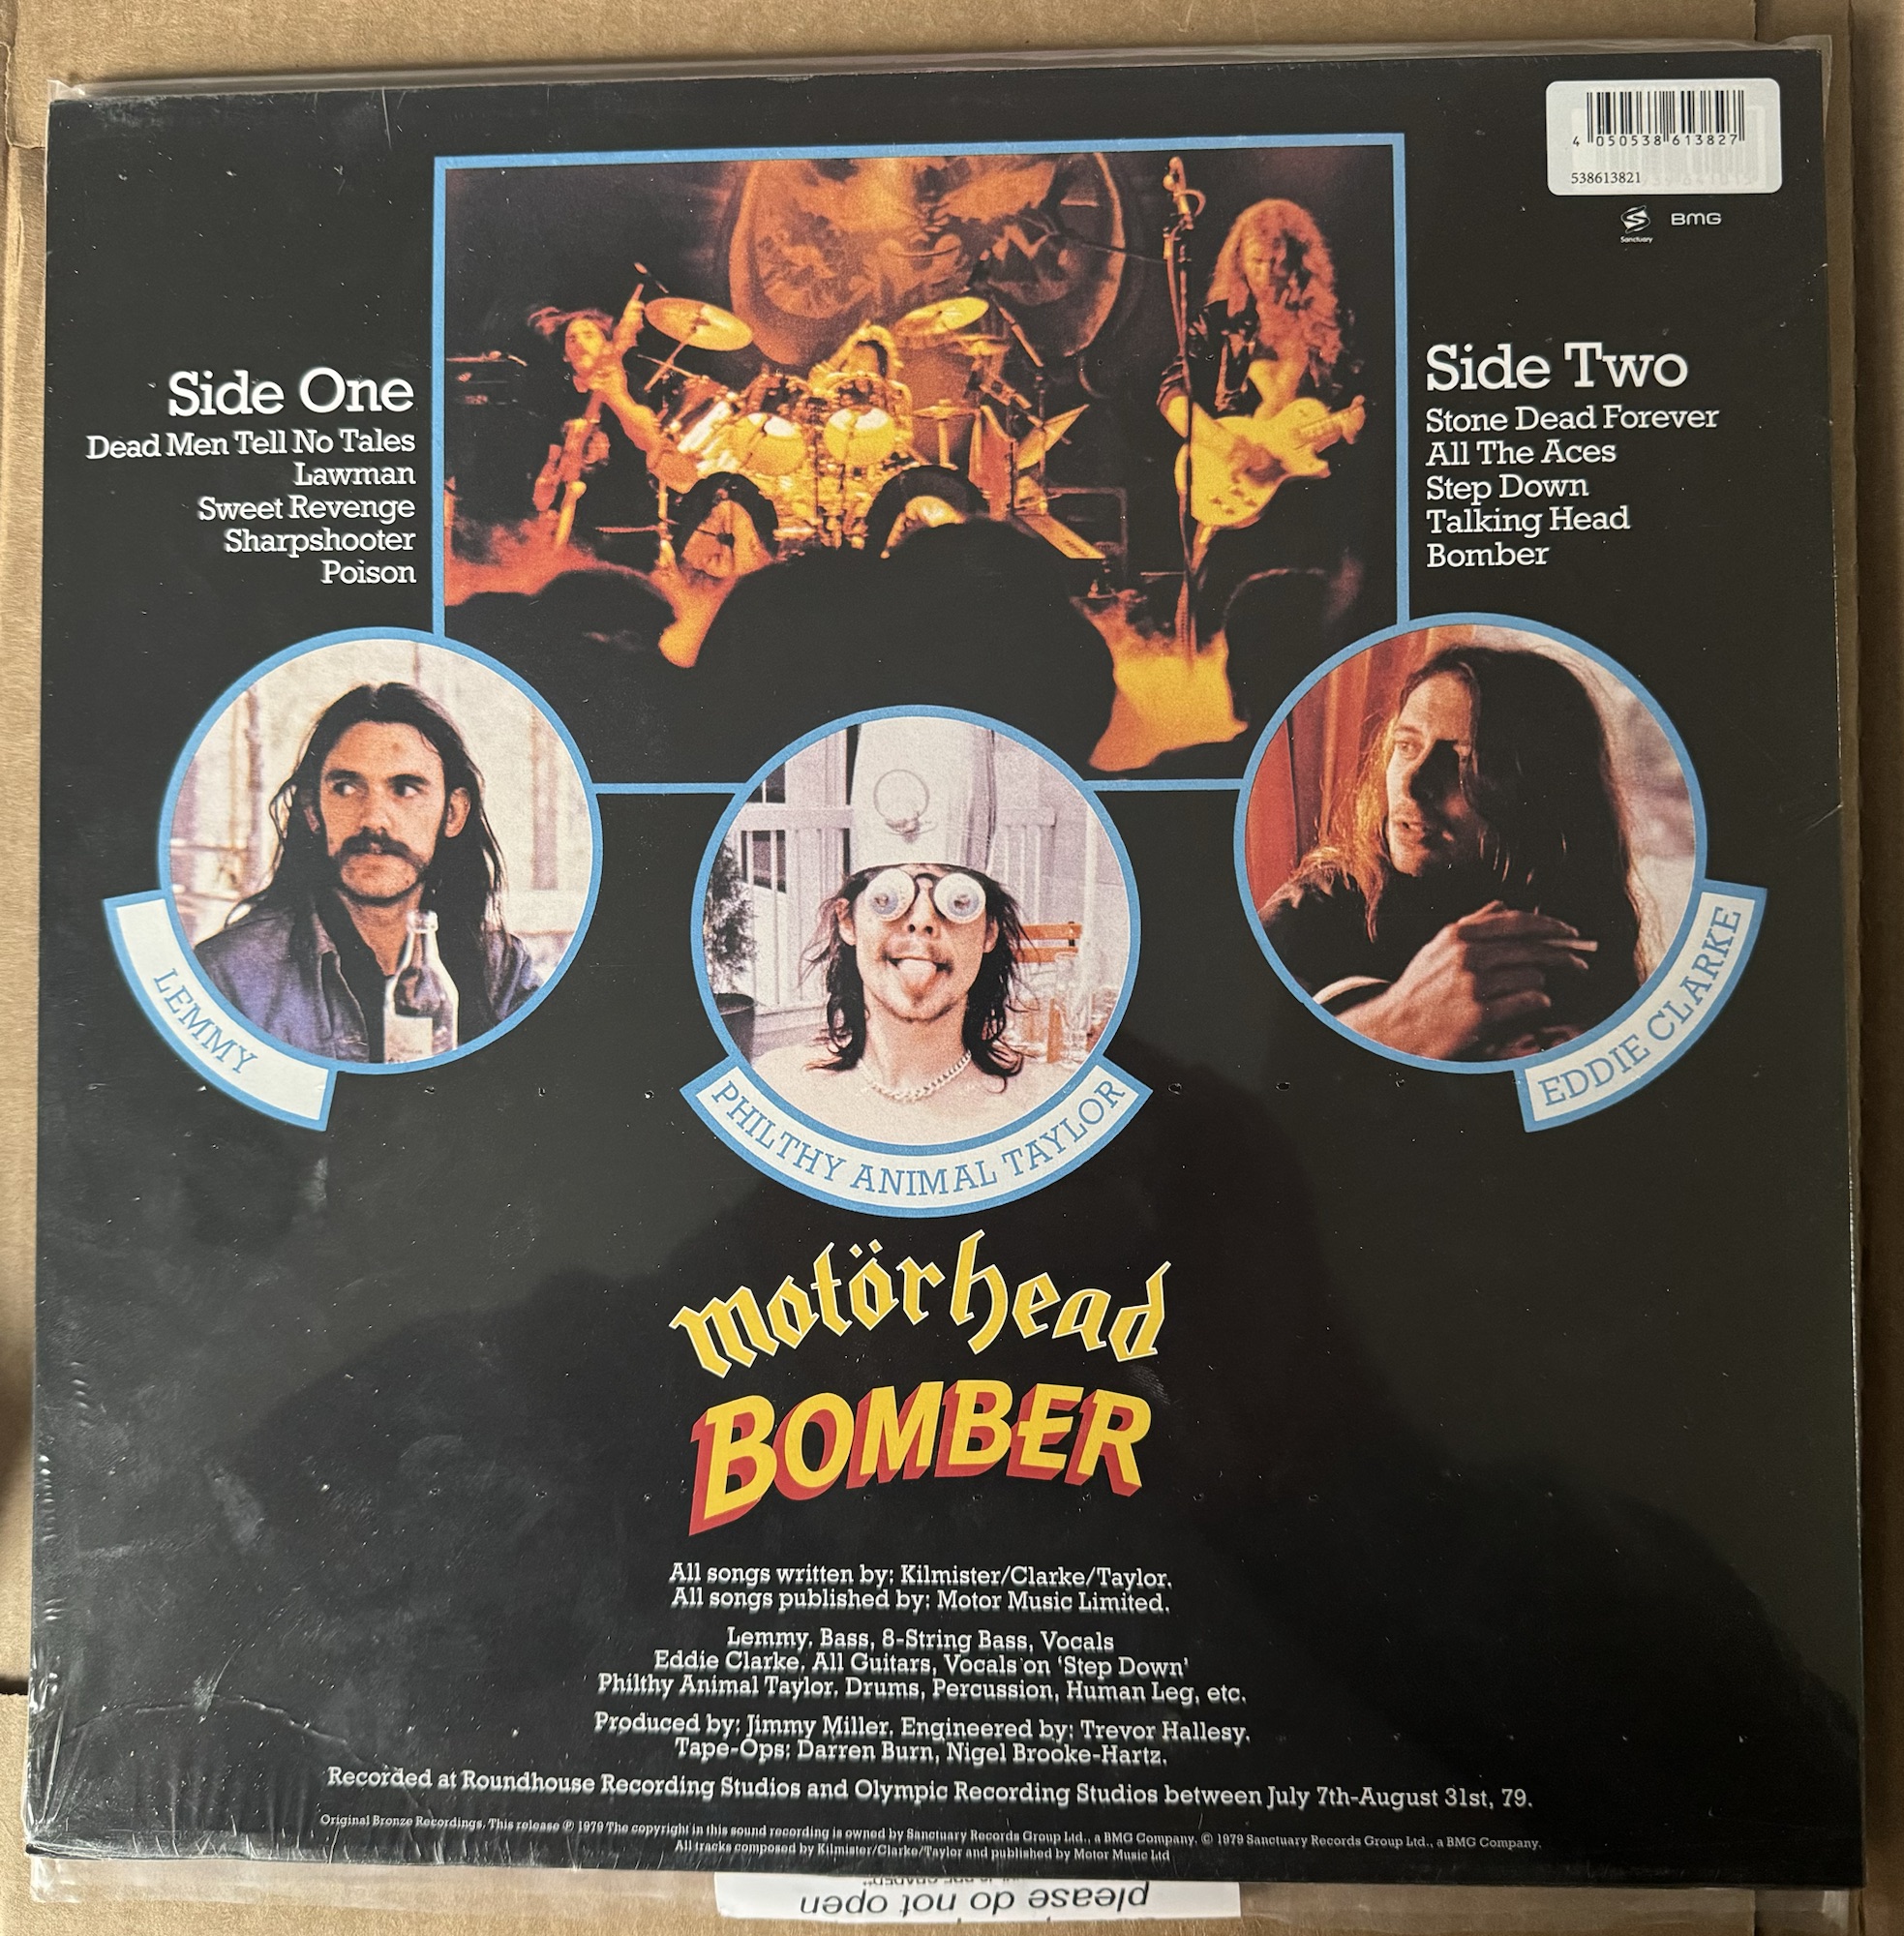 4 050538 613827
538613821
Sanctuary
BMG
Side One
Dead Men Tell No Tales
Lawman
Sweet Revenge
Sharpshooter
Poison
Side Two
Stone Dead Forever
All The Aces
Step Down
Talking Head
Bomber
LEMMY
PHILTHY ANIMAL TAYLOR
EDDIE CLARKE
motörhead
BOMBER
All songs written by: Kilmister/Clarke/Taylor.
All songs published by: Motor Music Limited.
Lemmy. Bass, 8-String Bass, Vocals
Eddie Clarke. All Guitars, Vocals on ‘Step Down’
Philthy Animal Taylor. Drums, Percussion, Human Leg, etc.
Produced by: Jimmy Miller. Engineered by: Trevor Hallesy.
Tape-Ops: Darren Burn, Nigel Brooke-Hartz.
Recorded at Roundhouse Recording Studios and Olympic Recording Studios between July 7th-August 31st, 79.
Original Bronze Recordings. This release ℗ 1979 The copyright in this sound recording is owned by Sanctuary Records Group Ltd., a BMG Company. © 1979 Sanctuary Records Group Ltd., a BMG Company.
All tracks composed by Kilmister/Clarke/Taylor and published by Motor Music Ltd
please do not open